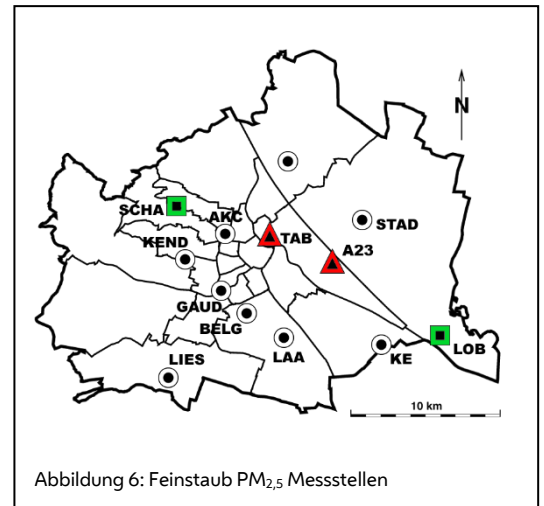 N
SCHA
AKC
STAD
KEND
TAB
A23
GAUD
BELG
LOB
LAA
KE
LIES
10 km
Abbildung 6: Feinstaub PM2,5 Messstellen